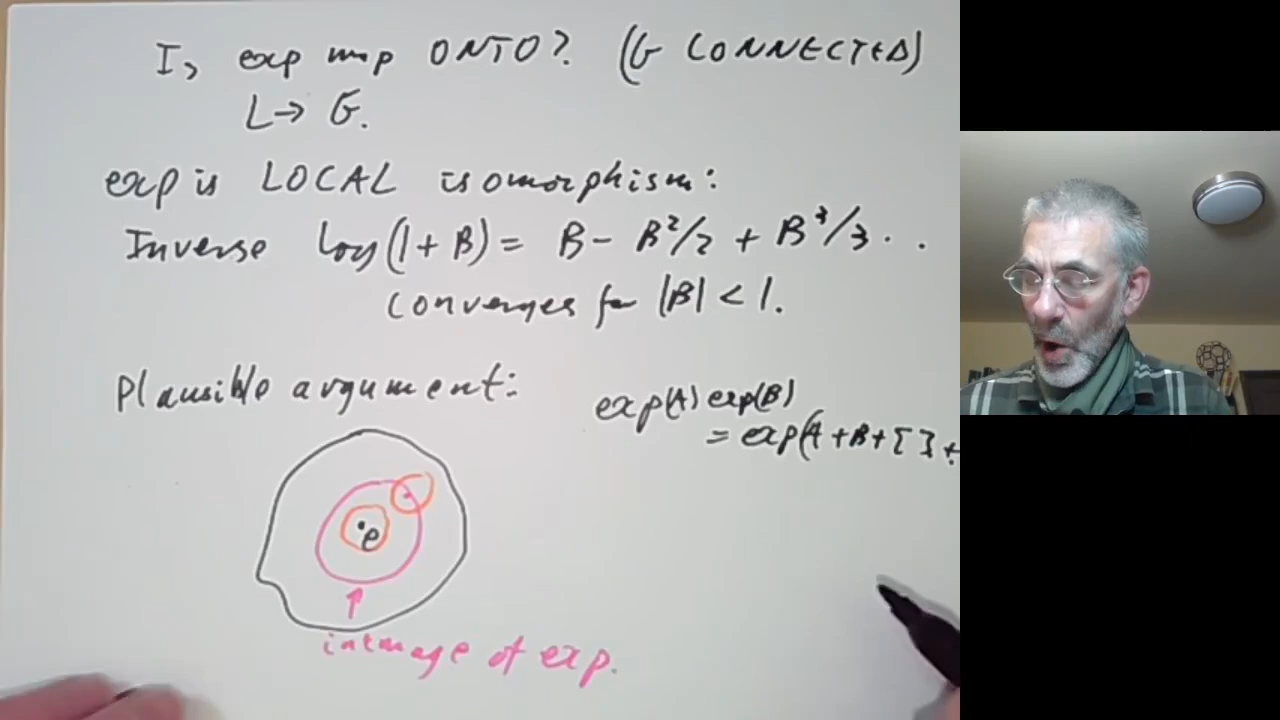 Is exp map ONTO? (G CONNECTED)
L → G.
exp is LOCAL isomorphism:
Inverse log(1+B) = B - B²/2 + B³/3 . . .
converges for |B| < 1.
Plausible argument:
exp(A) exp(B)
= exp(A + B + [ ] +
e
intmage of exp.